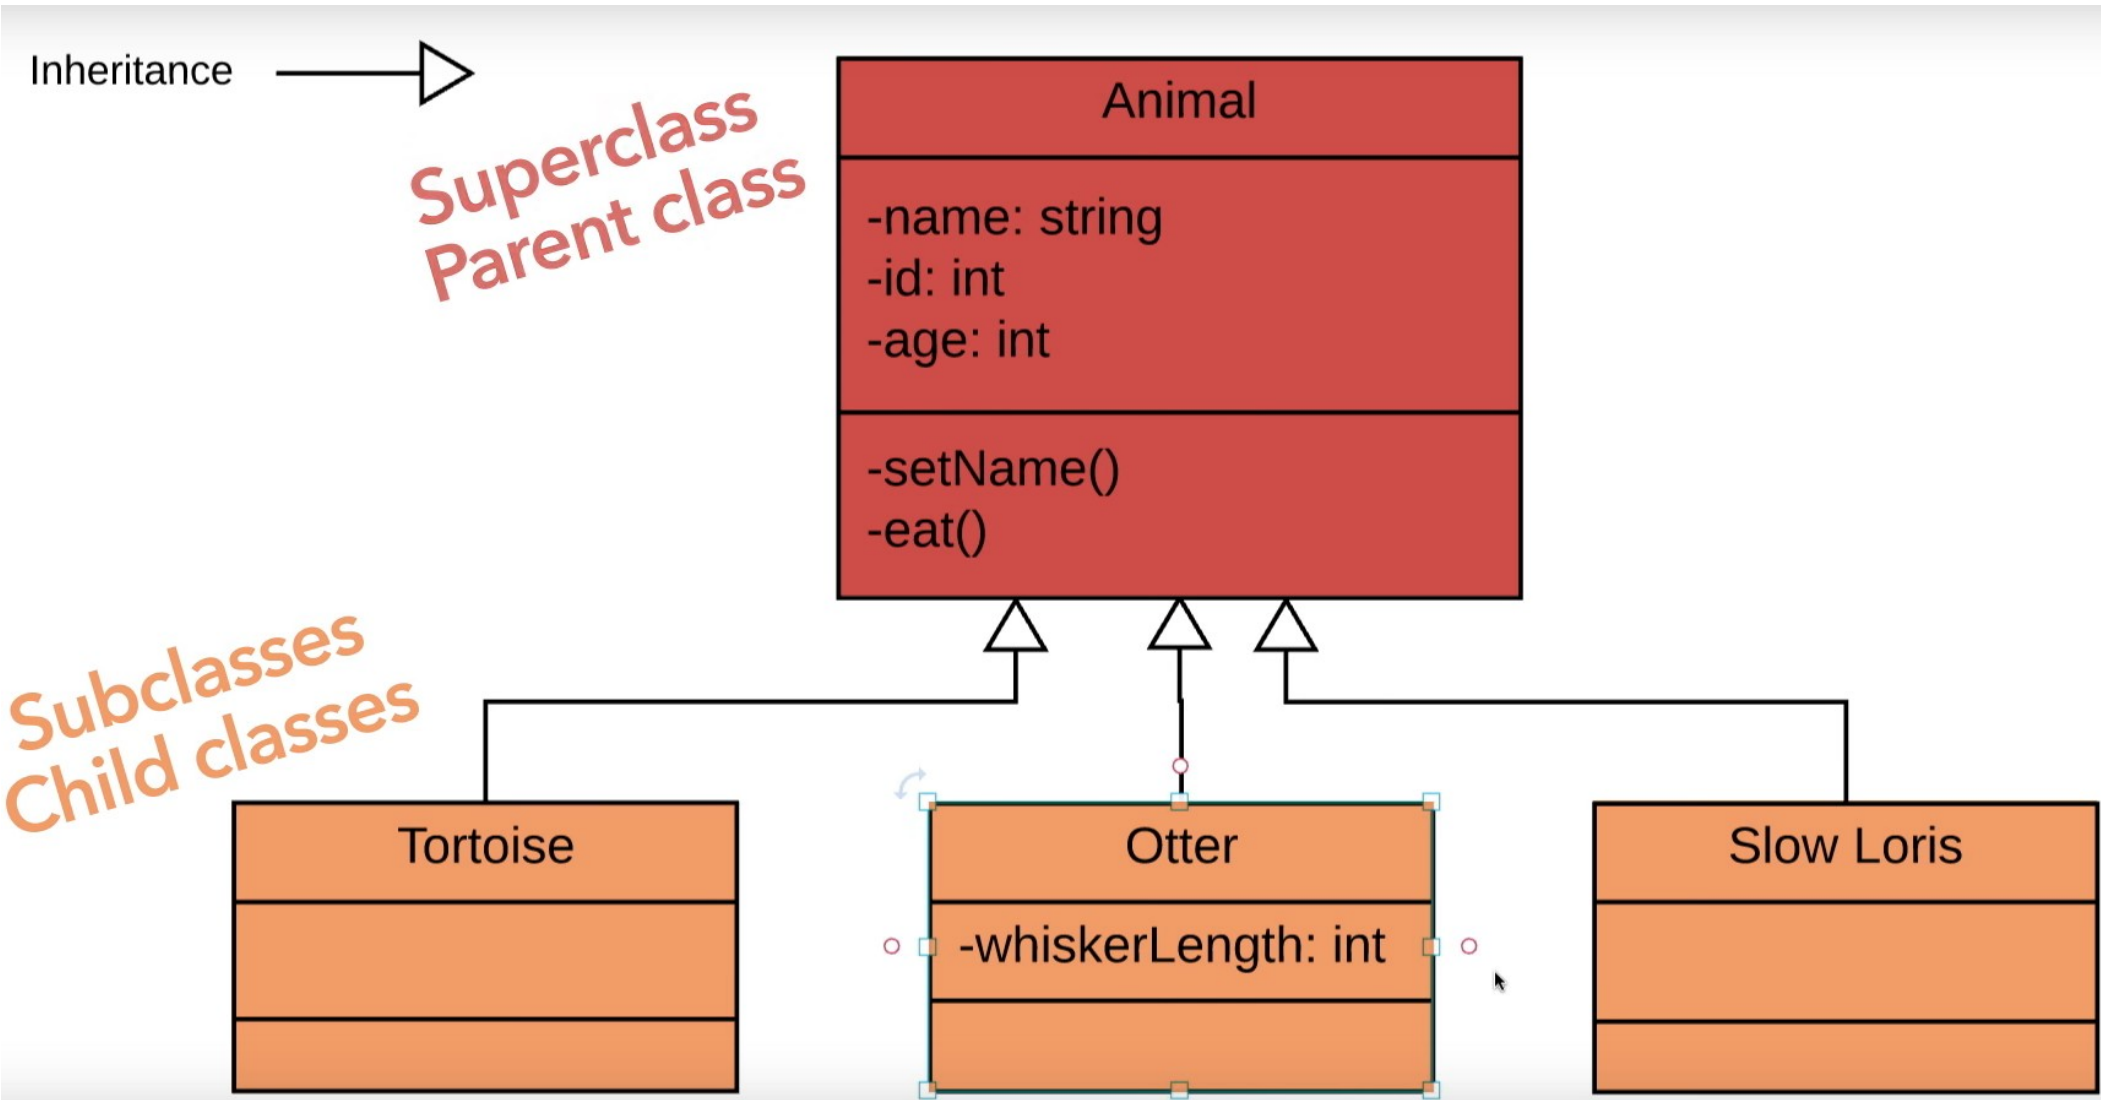 Inheritance
Superclass
Parent class
Animal
-name: string
-id: int
-age: int
-setName()
-eat()
Subclasses
Child classes
Tortoise
Otter
-whiskerLength: int
Slow Loris